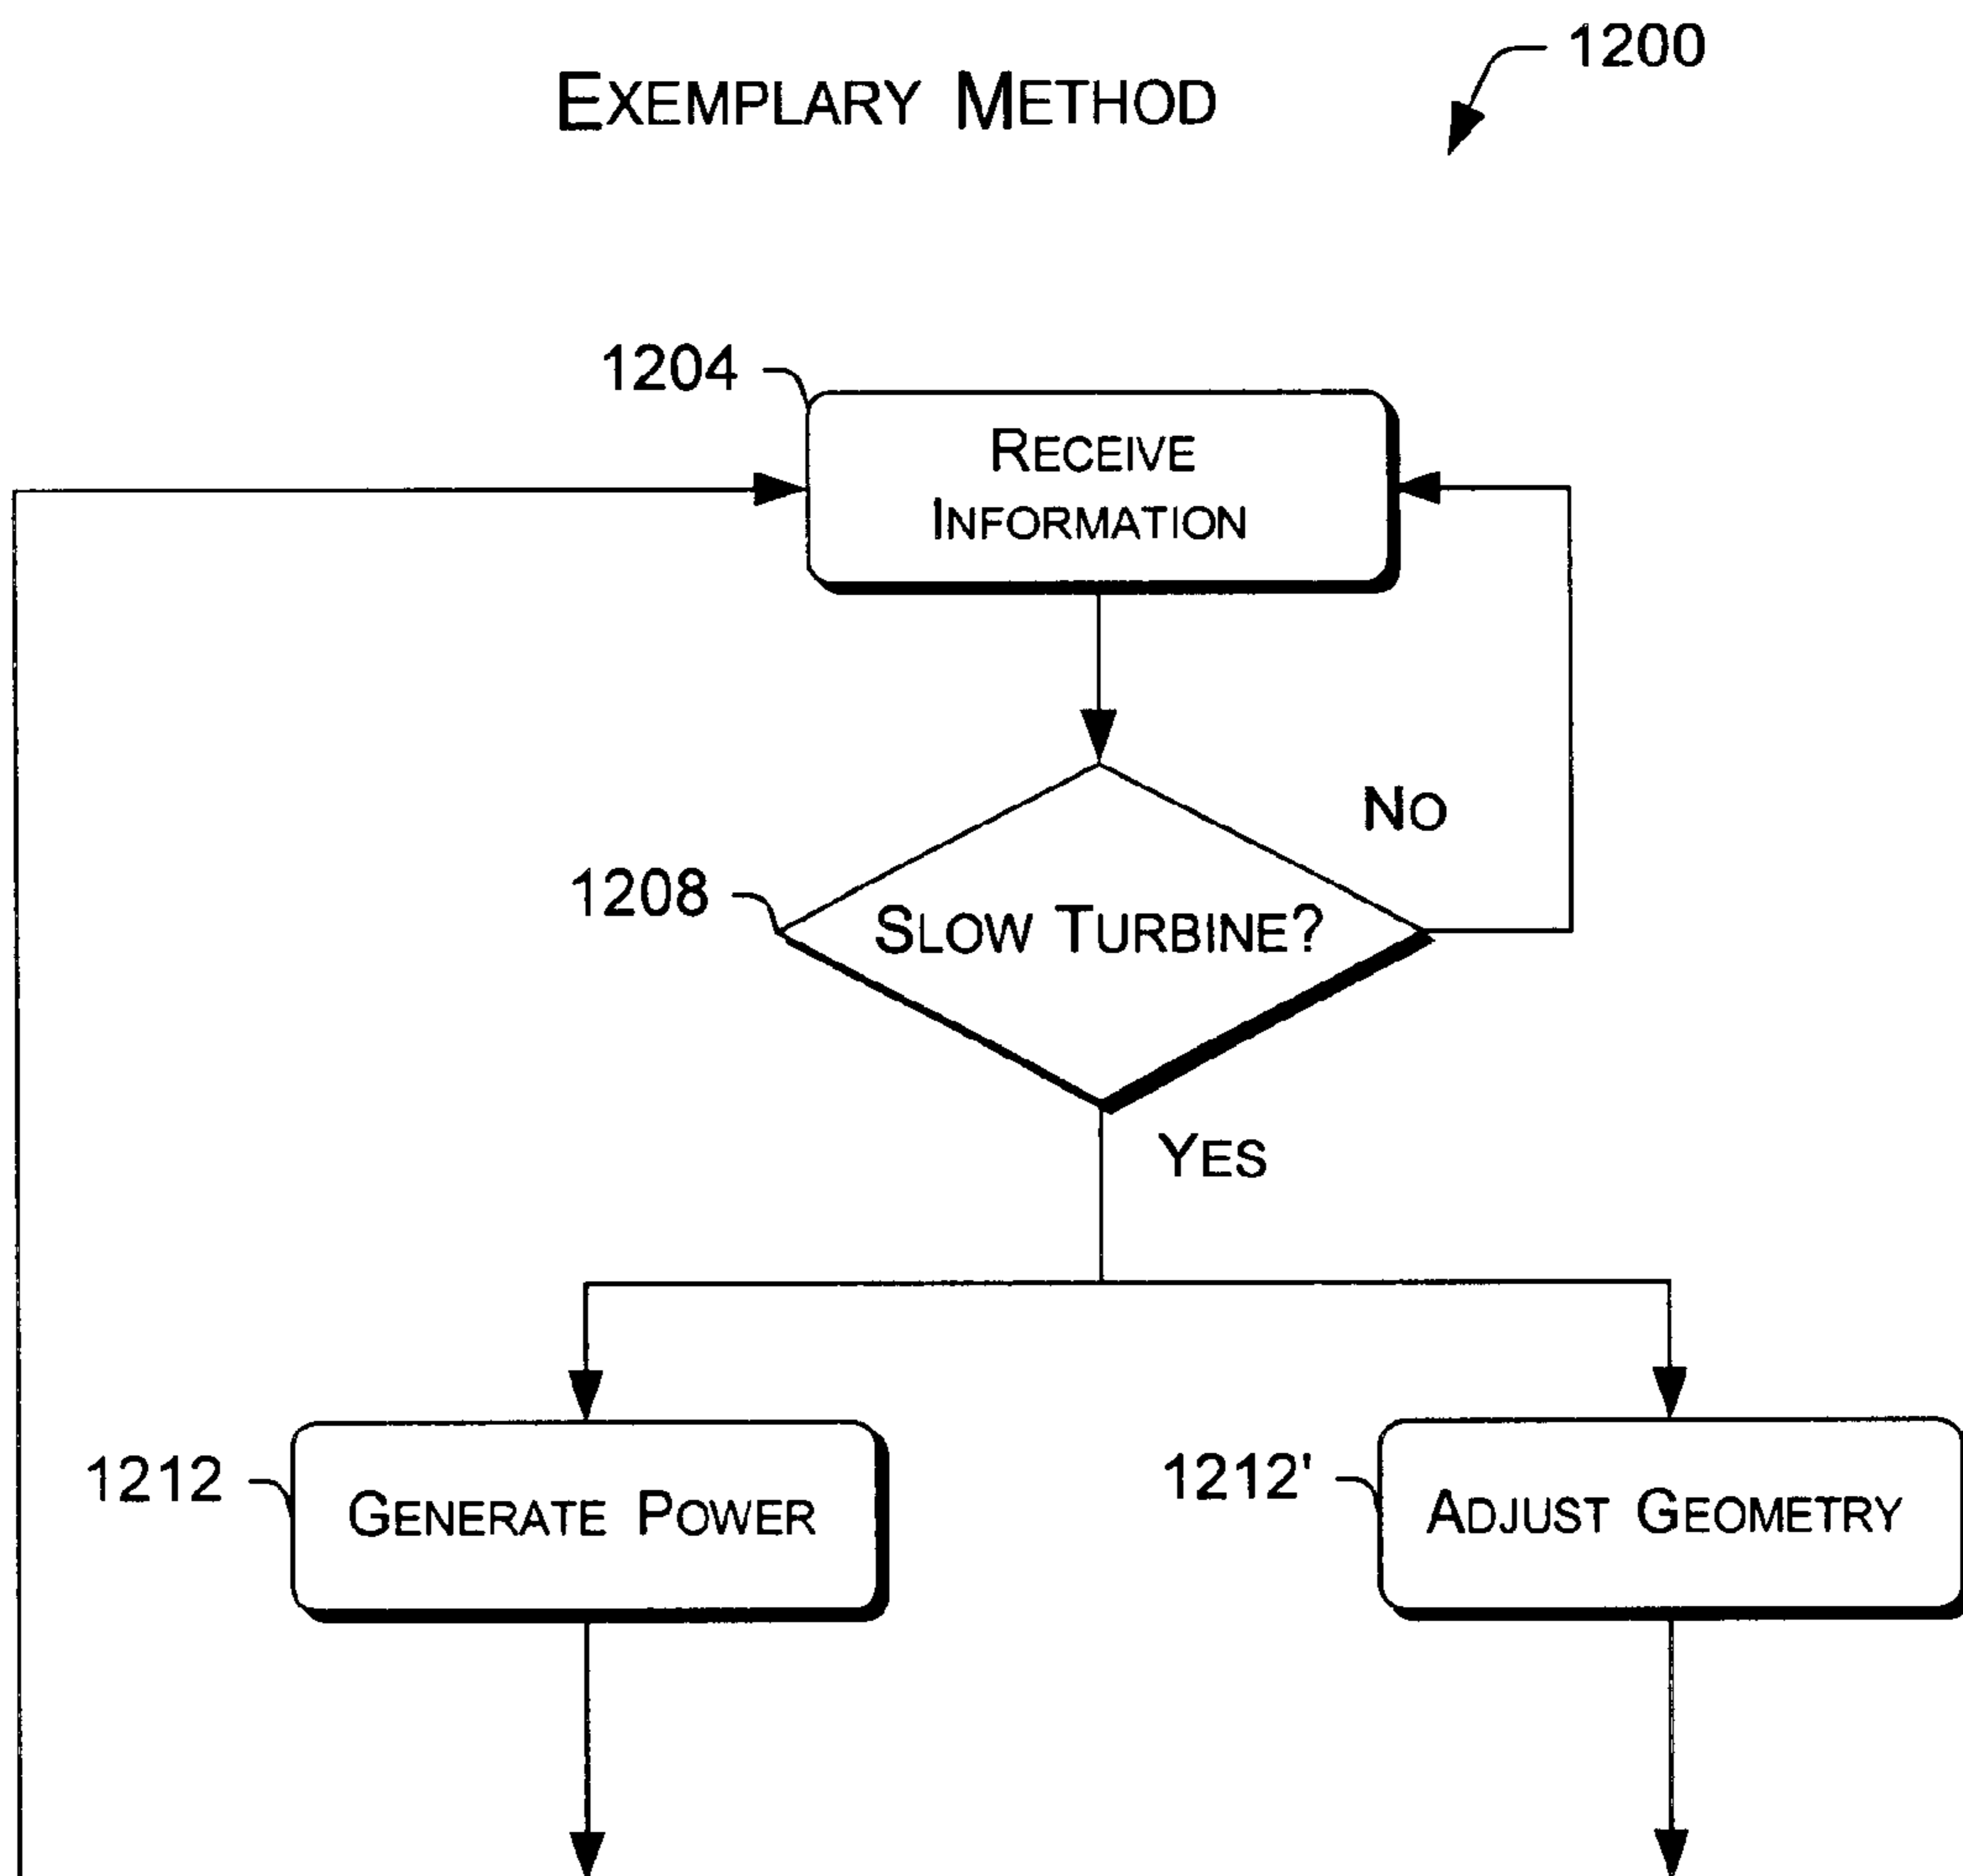 1200
EXEMPLARY METHOD
1204
RECEIVE
INFORMATION
NO
1208
SLOW TURBINE?
YES
1212
GENERATE POWER
1212'
ADJUST GEOMETRY